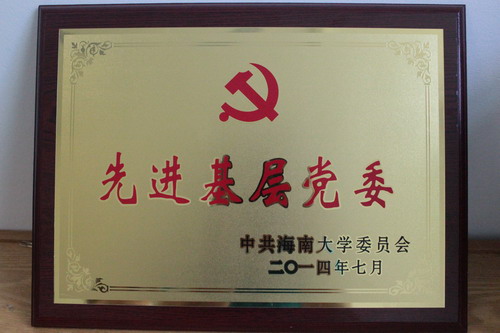 先进基层党委
中共海南大学委员会
二〇一四年七月